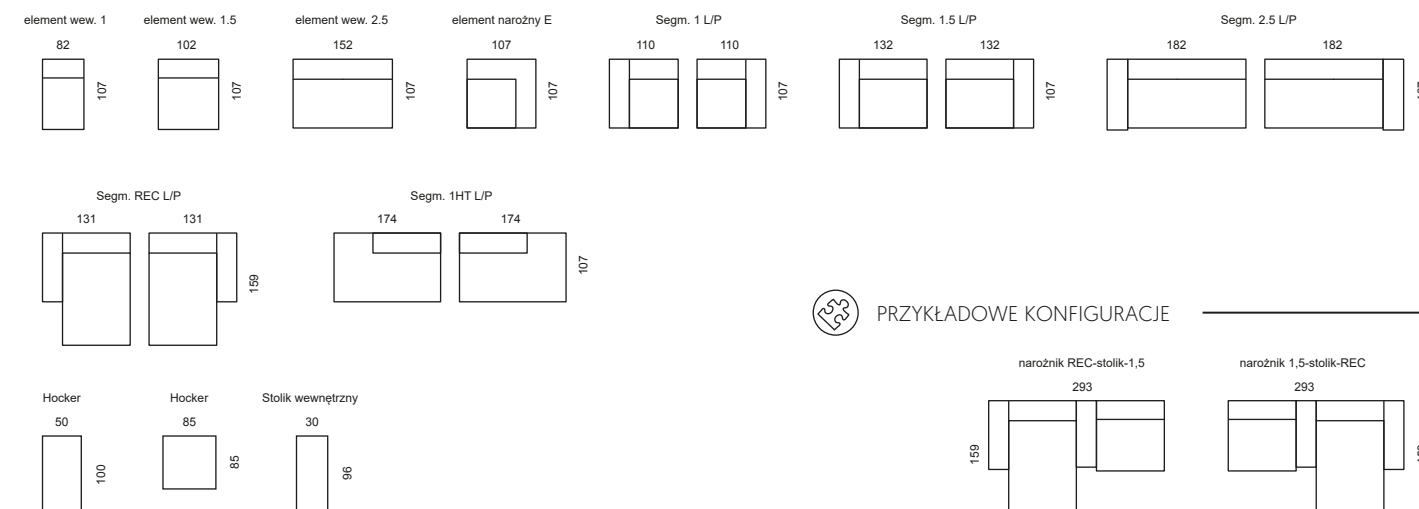 element wew. 1 element wew. 1.5 element wew. 2.5 element narożny E Segm. 1 L/P Segm. 1.5 L/P Segm. 2.5 L/P
82 102 152 107 110 110 132 132 182 182
107 107 107 107 107 107
Segm. REC L/P Segm. 1HT L/P
131 131 174 174
159 107
PRZYKŁADOWE KONFIGURACJE
narożnik REC-stolik-1,5 narożnik 1,5-stolik-REC
293 293
159
Hocker Hocker Stolik wewnętrzny
50 85 30
100 85 96